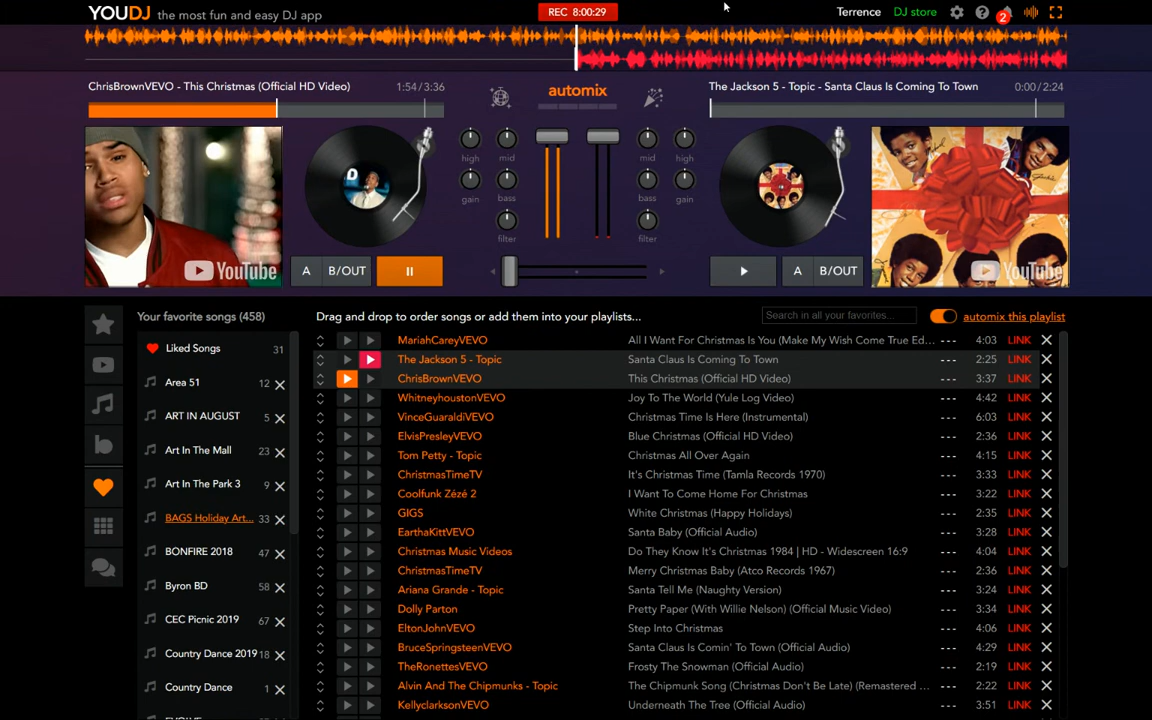 YOUDJ the most fun and easy DJ app
REC 8:00:29
Terrence DJ store 2
ChrisBrownVEVO - This Christmas (Official HD Video) 1:54/3:36
automix
The Jackson 5 - Topic - Santa Claus Is Coming To Town 0:00/2:24
high mid mid high
gain bass bass gain
filter filter
D
YouTube
YouTube
A B/OUT
A B/OUT
Your favorite songs (458)
Liked Songs 31
Area 51 12
ART IN AUGUST 5
Art In The Mall 23
Art In The Park 3 9
BAGS Holiday Art... 33
BONFIRE 2018 47
Byron BD 58
CEC Picnic 2019 67
Country Dance 2019 18
Country Dance 1
Drag and drop to order songs or add them into your playlists...
Search in all your favorites...
automix this playlist
MariahCareyVEVO All I Want For Christmas Is You (Make My Wish Come True Ed... --- 4:03 LINK
The Jackson 5 - Topic Santa Claus Is Coming To Town --- 2:25 LINK
ChrisBrownVEVO This Christmas (Official HD Video) --- 3:37 LINK
WhitneyhoustonVEVO Joy To The World (Yule Log Video) --- 4:42 LINK
VinceGuaraldiVEVO Christmas Time Is Here (Instrumental) --- 6:03 LINK
ElvisPresleyVEVO Blue Christmas (Official HD Video) --- 2:36 LINK
Tom Petty - Topic Christmas All Over Again --- 4:15 LINK
ChristmasTimeTV It's Christmas Time (Tamla Records 1970) --- 3:33 LINK
Coolfunk Zézé 2 I Want To Come Home For Christmas --- 3:22 LINK
GIGS White Christmas (Happy Holidays) --- 2:35 LINK
EarthaKittVEVO Santa Baby (Official Audio) --- 3:28 LINK
Christmas Music Videos Do They Know It's Christmas 1984 | HD - Widescreen 16:9 --- 4:04 LINK
ChristmasTimeTV Merry Christmas Baby (Atco Records 1967) --- 2:36 LINK
Ariana Grande - Topic Santa Tell Me (Naughty Version) --- 3:24 LINK
Dolly Parton Pretty Paper (With Willie Nelson) (Official Music Video) --- 3:34 LINK
EltonJohnVEVO Step Into Christmas --- 4:06 LINK
BruceSpringsteenVEVO Santa Claus Is Comin' To Town (Official Audio) --- 4:29 LINK
TheRonettesVEVO Frosty The Snowman (Official Audio) --- 2:19 LINK
Alvin And The Chipmunks - Topic The Chipmunk Song (Christmas Don't Be Late) (Remastered ... --- 2:22 LINK
KellyclarksonVEVO Underneath The Tree (Official Audio) --- 3:51 LINK